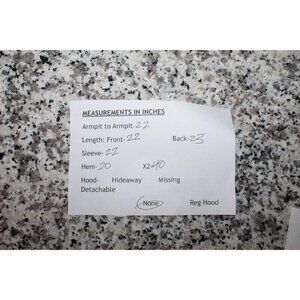 MEASUREMENTS IN INCHES
Armpit to Armpit-22
Length: Front-22 Back-23
Sleeve-22
Hem-20 X2-40
Hood- Hideaway Missing
Detachable
None Reg Hood